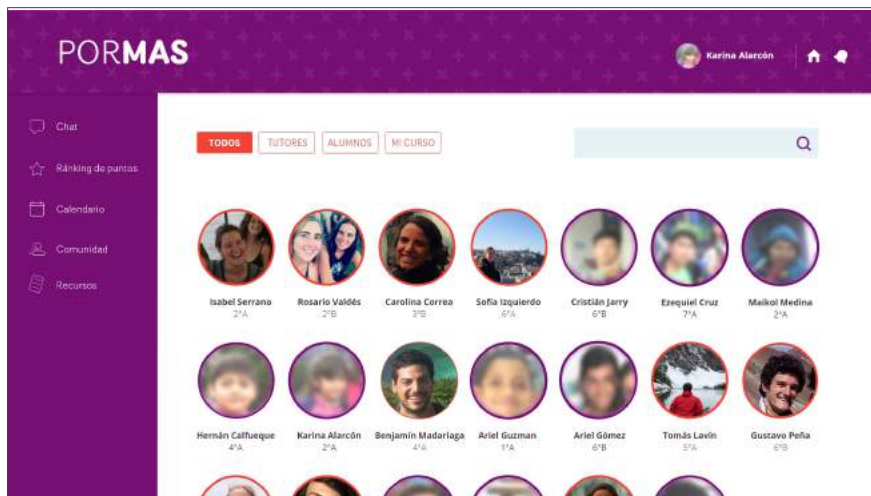 PORMAS
Karina Alarcón
Chat
Ránking de puntos
Calendario
Comunidad
Recursos
TODOS TUTORES ALUMNOS MI CURSO
Isabel Serrano Rosario Valdés Carolina Correa Sofía Izquierdo Cristián Jarry Ezequiel Cruz Maikol Medina
2°A 2°B 3°B 6°A 6°B 7°A 2°A
Hernán Calfueque Karina Alarcón Benjamín Madariaga Ariel Guzman Ariel Gómez Tomás Lavín Gustavo Peña
4°A 2°A 4°A 1°A 6°B 5°A 6°B